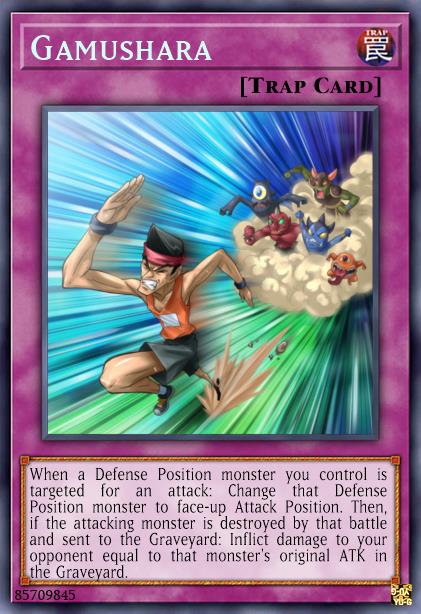 GAMUSHARA
TRAP
罠
[TRAP CARD]
When a Defense Position monster you control is
targeted for an attack: Change that Defense
Position monster to face-up Attack Position. Then,
if the attacking monster is destroyed by that battle
and sent to the Graveyard: Inflict damage to your
opponent equal to that monster's original ATK in
the Graveyard.
85709845